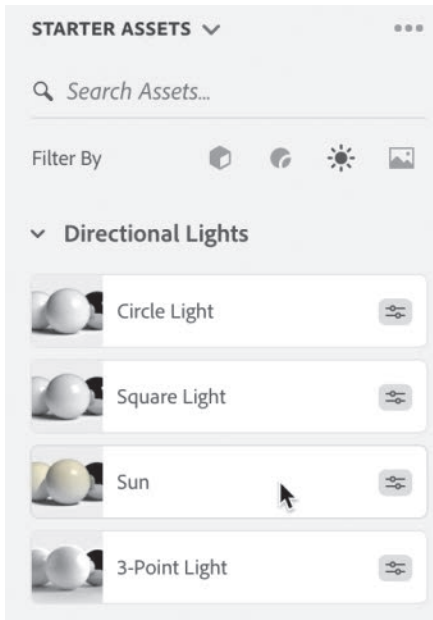 STARTER ASSETS
Search Assets...
Filter By
Directional Lights
Circle Light
Square Light
Sun
3-Point Light